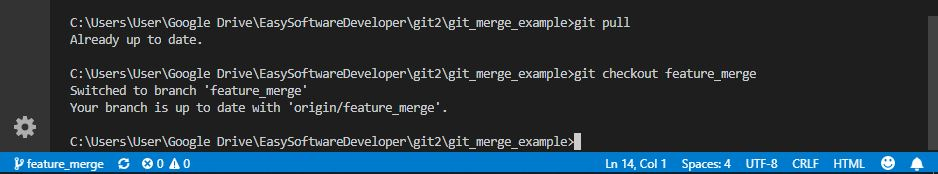 C:\Users\User\Google Drive\EasySoftwareDeveloper\git2\git_merge_example>git pull
Already up to date.
C:\Users\User\Google Drive\EasySoftwareDeveloper\git2\git_merge_example>git checkout feature_merge
Switched to branch 'feature_merge'
Your branch is up to date with 'origin/feature_merge'.
C:\Users\User\Google Drive\EasySoftwareDeveloper\git2\git_merge_example>
feature_merge 0 0 Ln 14, Col 1 Spaces: 4 UTF-8 CRLF HTML